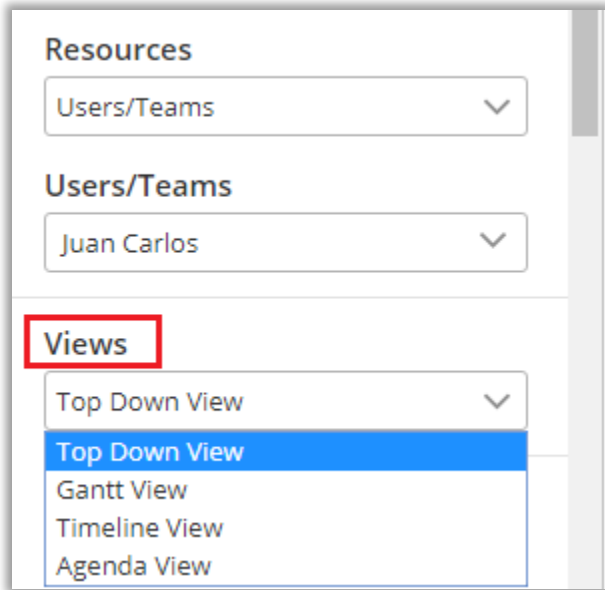 Resources
Users/Teams
Users/Teams
Juan Carlos
Views
Top Down View
Top Down View
Gantt View
Timeline View
Agenda View